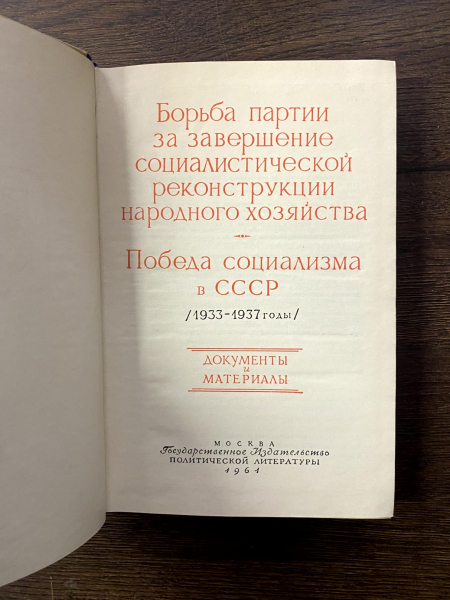 Борьба партии
за завершение
социалистической
реконструкции
народного хозяйства
Победа социализма
в СССР
/1933-1937 годы/
ДОКУМЕНТЫ
и
МАТЕРИАЛЫ
МОСКВА
Государственное Издательство
ПОЛИТИЧЕСКОЙ ЛИТЕРАТУРЫ
1961